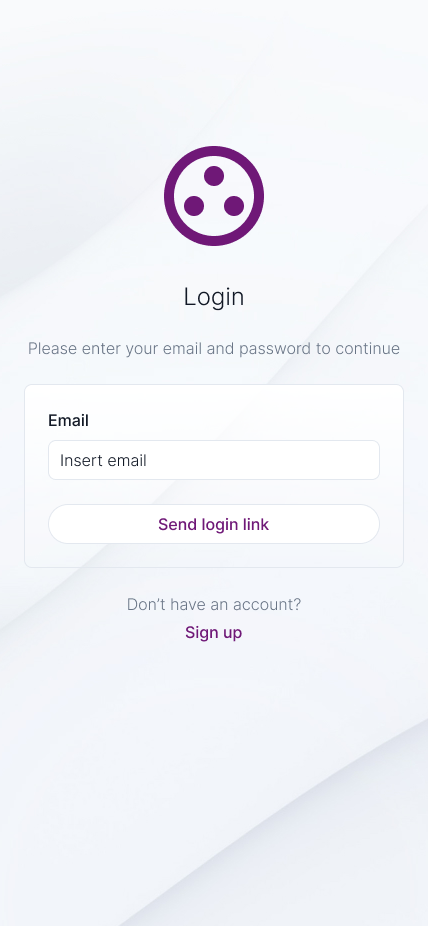 Login
Please enter your email and password to continue
Email
Insert email
Send login link
Don’t have an account?
Sign up